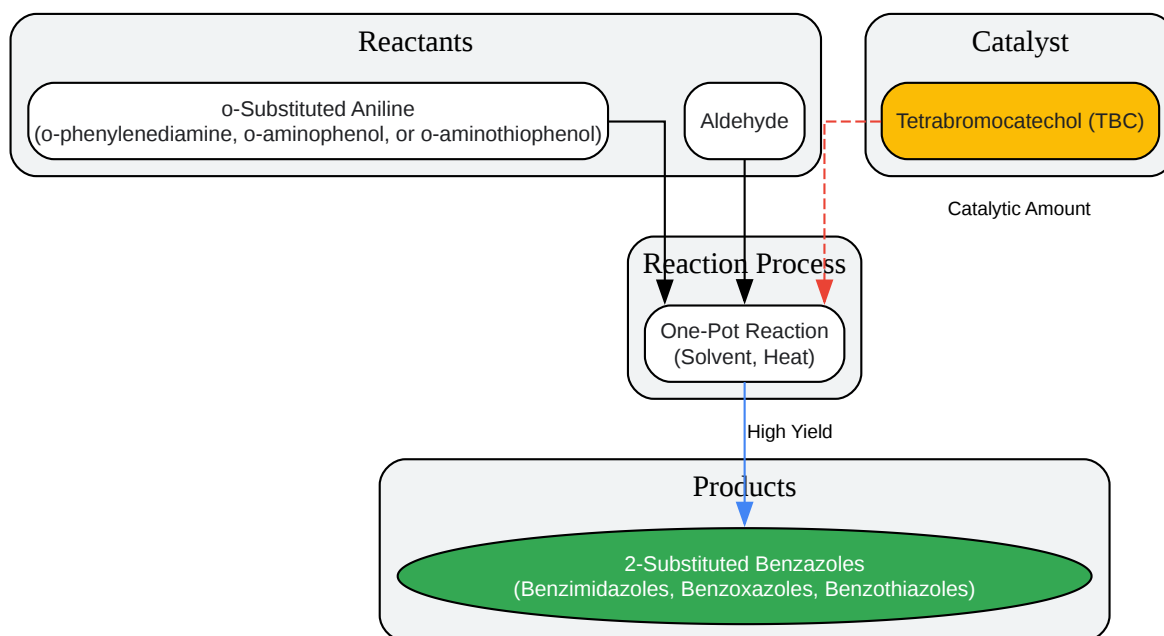 Reactants
Catalyst
o-Substituted Aniline
(o-phenylenediamine, o-aminophenol, or o-aminothiophenol)
Aldehyde
Tetrabromocatechol (TBC)
Catalytic Amount
Reaction Process
One-Pot Reaction
(Solvent, Heat)
High Yield
Products
2-Substituted Benzazoles
(Benzimidazoles, Benzoxazoles, Benzothiazoles)